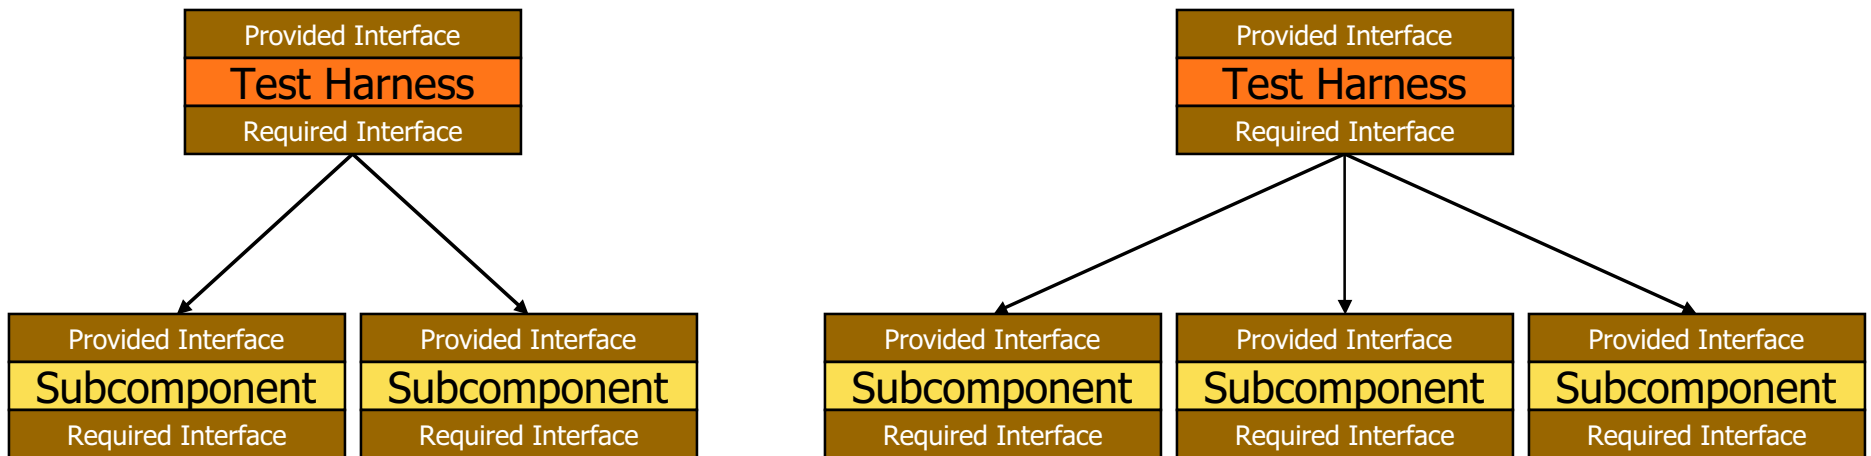 Provided Interface
Test Harness
Required Interface
Provided Interface
Test Harness
Required Interface
Provided Interface
Subcomponent
Required Interface
Provided Interface
Subcomponent
Required Interface
Provided Interface
Subcomponent
Required Interface
Provided Interface
Subcomponent
Required Interface
Provided Interface
Subcomponent
Required Interface